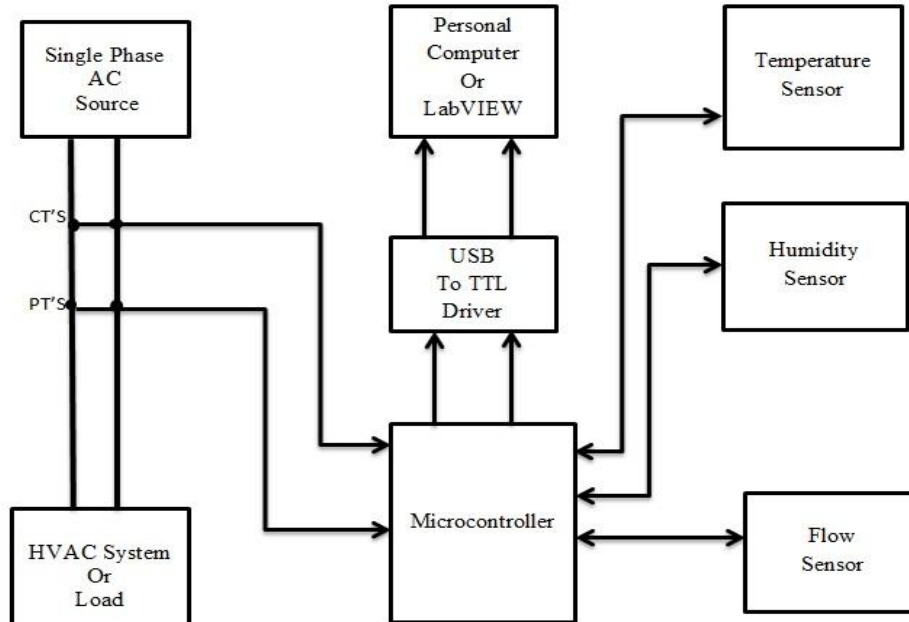 Single Phase
AC
Source
Personal
Computer
Or
LabVIEW
Temperature
Sensor
CT'S
USB
To TTL
Driver
Humidity
Sensor
PT'S
Microcontroller
HVAC System
Or
Load
Flow
Sensor